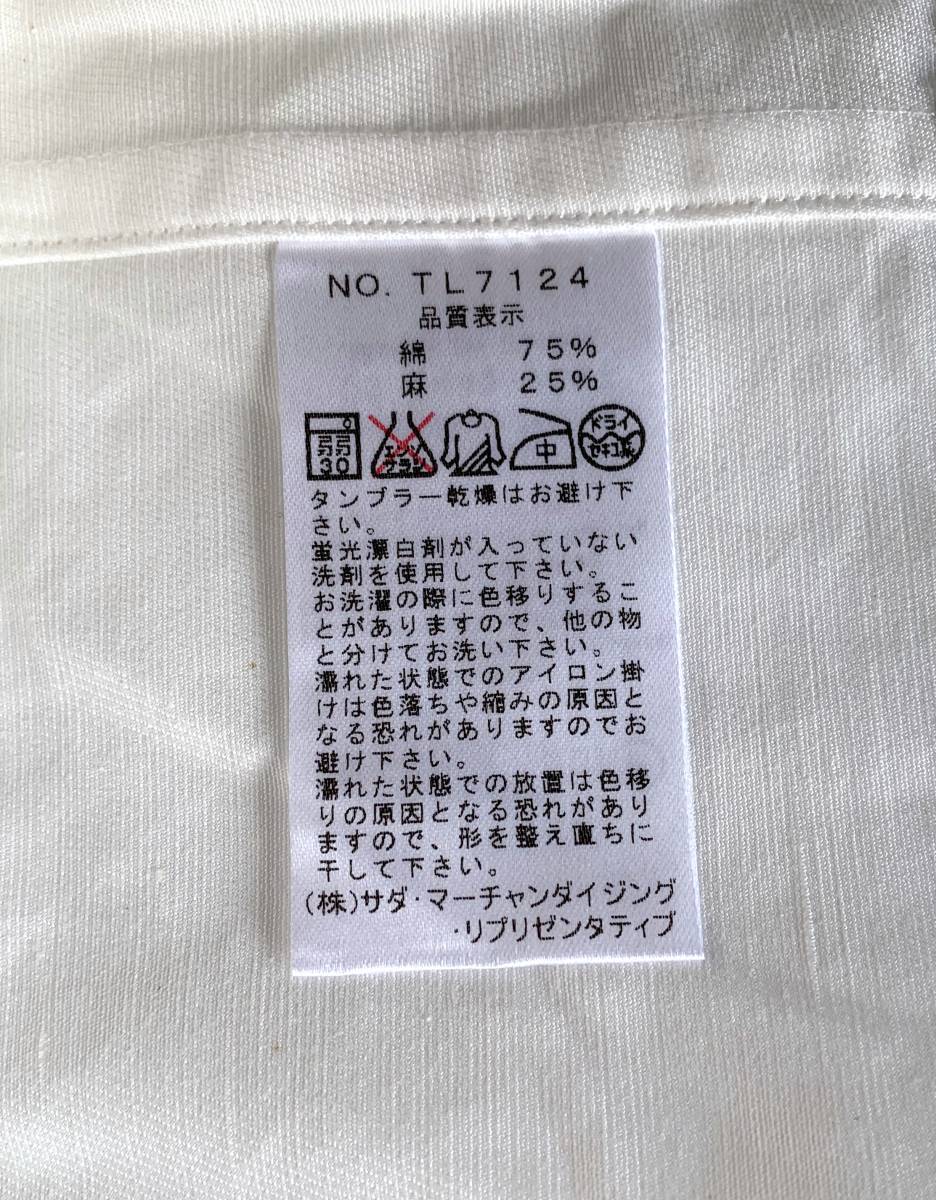 NO. TL7124
品質表示
綿 75%
麻 25%
弱 30 エンソ サラシ 中 ドライ セキユ系
タンブラー乾燥はお避け下
さい。
蛍光漂白剤が入っていない
洗剤を使用して下さい。
お洗濯の際に色移りするこ
とがありますので、他の物
と分けてお洗い下さい。
濡れた状態でのアイロン掛
けは色落ちや縮みの原因と
なる恐れがありますのでお
避け下さい。
濡れた状態での放置は色移
りの原因となる恐れがあり
ますので、形を整え直ちに
干して下さい。
(株)サダ・マーチャンダイジング
・リプリゼンタティブ